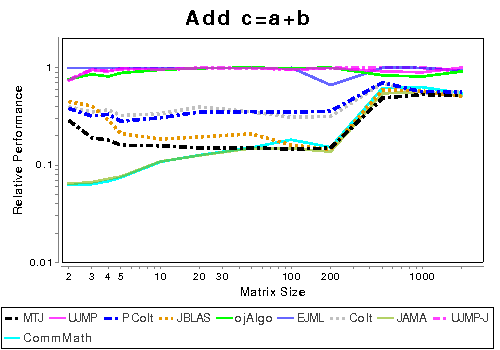 Add c=a+b
Relative Performance
1
0.1
0.01
2 3 4 5 10 20 30 100 200 1000
Matrix Size
MTJ UJMP P Colt JBLAS ojAlgo EJML Colt JAMA UJMP-J
CommMath